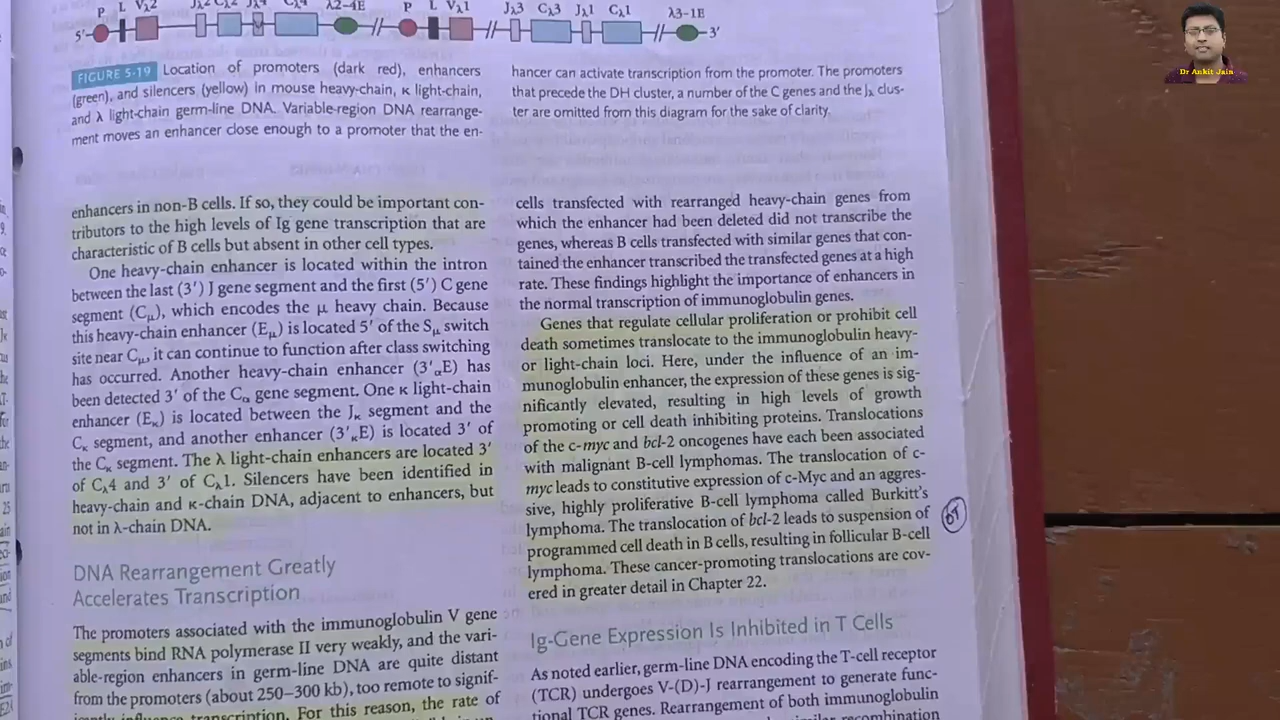 P L Vλ2 Cλ4 λ2–4E P L Vλ1 Jλ3 Cλ3 Jλ1 Cλ1 λ3–1E
5′ 3′
FIGURE 5-19 Location of promoters (dark red), enhancers
(green), and silencers (yellow) in mouse heavy-chain, κ light-chain,
and λ light-chain germ-line DNA. Variable-region DNA rearrange-
ment moves an enhancer close enough to a promoter that the en-
hancer can activate transcription from the promoter. The promoters
that precede the DH cluster, a number of the C genes and the Jλ clus-
ter are omitted from this diagram for the sake of clarity.
Dr Ankit Jain
enhancers in non-B cells. If so, they could be important con-
tributors to the high levels of Ig gene transcription that are
characteristic of B cells but absent in other cell types.
One heavy-chain enhancer is located within the intron
between the last (3′) J gene segment and the first (5′) C gene
segment (Cμ), which encodes the μ heavy chain. Because
this heavy-chain enhancer (Eμ) is located 5′ of the Sμ switch
site near Cμ, it can continue to function after class switching
has occurred. Another heavy-chain enhancer (3′αE) has
been detected 3′ of the Cα gene segment. One κ light-chain
enhancer (Eκ) is located between the Jκ segment and the
Cκ segment, and another enhancer (3′κE) is located 3′ of
the Cκ segment. The λ light-chain enhancers are located 3′
of Cλ4 and 3′ of Cλ1. Silencers have been identified in
heavy-chain and κ-chain DNA, adjacent to enhancers, but
not in λ-chain DNA.
DNA Rearrangement Greatly
Accelerates Transcription
The promoters associated with the immunoglobulin V gene
segments bind RNA polymerase II very weakly, and the vari-
able-region enhancers in germ-line DNA are quite distant
from the promoters (about 250–300 kb), too remote to signif-
icantly influence transcription. For this reason, the rate of
cells transfected with rearranged heavy-chain genes from
which the enhancer had been deleted did not transcribe the
genes, whereas B cells transfected with similar genes that con-
tained the enhancer transcribed the transfected genes at a high
rate. These findings highlight the importance of enhancers in
the normal transcription of immunoglobulin genes.
Genes that regulate cellular proliferation or prohibit cell
death sometimes translocate to the immunoglobulin heavy-
or light-chain loci. Here, under the influence of an im-
munoglobulin enhancer, the expression of these genes is sig-
nificantly elevated, resulting in high levels of growth
promoting or cell death inhibiting proteins. Translocations
of the c-myc and bcl-2 oncogenes have each been associated
with malignant B-cell lymphomas. The translocation of c-
myc leads to constitutive expression of c-Myc and an aggres-
sive, highly proliferative B-cell lymphoma called Burkitt's
lymphoma. The translocation of bcl-2 leads to suspension of
programmed cell death in B cells, resulting in follicular B-cell
lymphoma. These cancer-promoting translocations are cov-
ered in greater detail in Chapter 22.
Ig-Gene Expression Is Inhibited in T Cells
As noted earlier, germ-line DNA encoding the T-cell receptor
(TCR) undergoes V-(D)-J rearrangement to generate func-
tional TCR genes. Rearrangement of both immunoglobulin
similar recombination